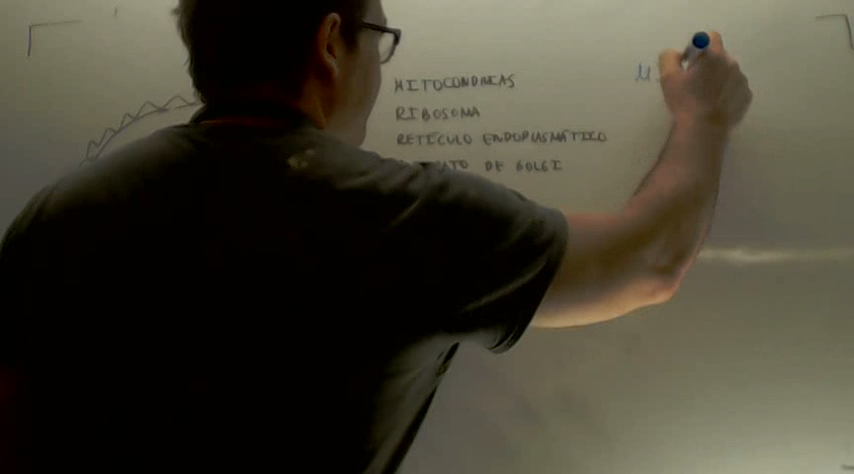 MITOCONDRIAS
RIBOSOMA
RETÍCULO ENDOPLASMÁTICO
DE GOLGI
M